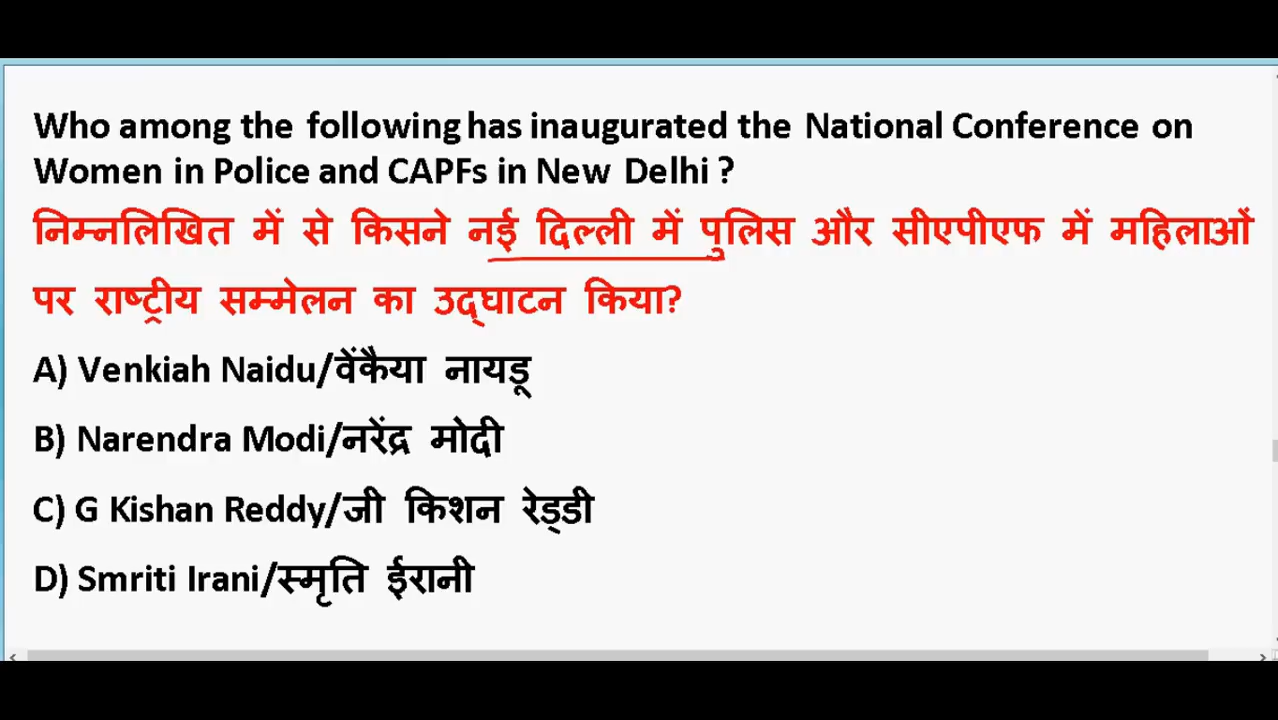 Who among the following has inaugurated the National Conference on
Women in Police and CAPFs in New Delhi ?
निम्नलिखित में से किसने नई दिल्ली में पुलिस और सीएपीएफ में महिलाओं
पर राष्ट्रीय सम्मेलन का उद्घाटन किया?
A) Venkiah Naidu/वेंकैया नायडू
B) Narendra Modi/नरेंद्र मोदी
C) G Kishan Reddy/जी किशन रेड्डी
D) Smriti Irani/स्मृति ईरानी